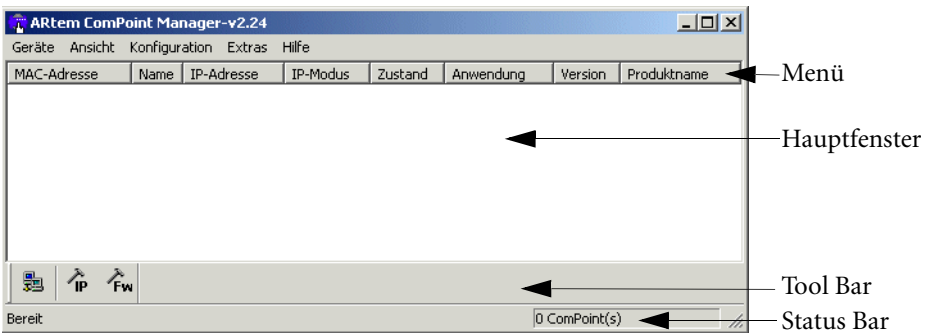 ARtem ComPoint Manager-v2.24
Geräte Ansicht Konfiguration Extras Hilfe
MAC-Adresse Name IP-Adresse IP-Modus Zustand Anwendung Version Produktname
Menü
Hauptfenster
IP Fw
Tool Bar
Bereit 0 ComPoint(s)
Status Bar